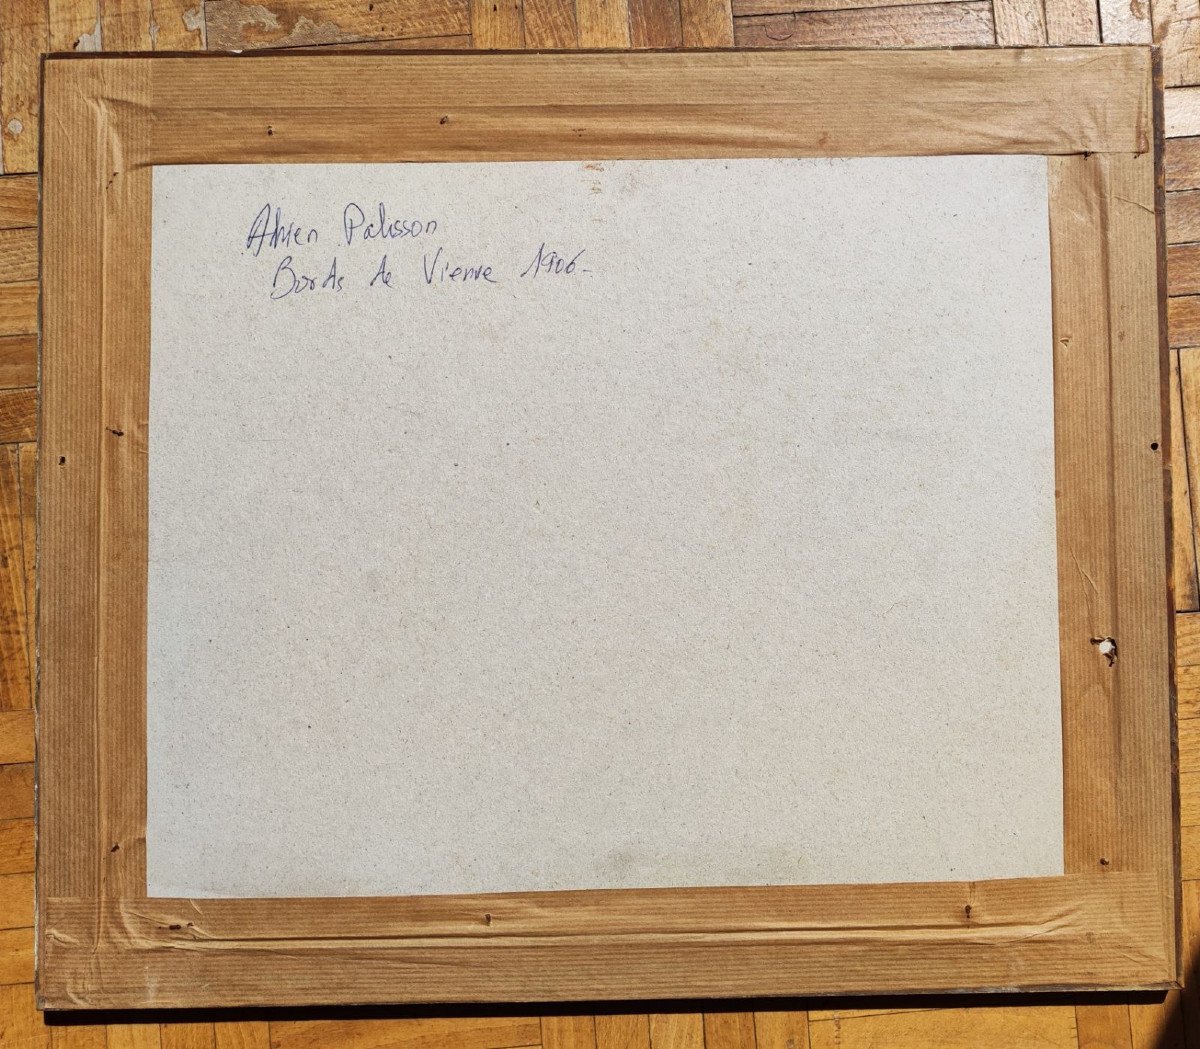 Adrien Palisson
Bords de Vienne 1906-